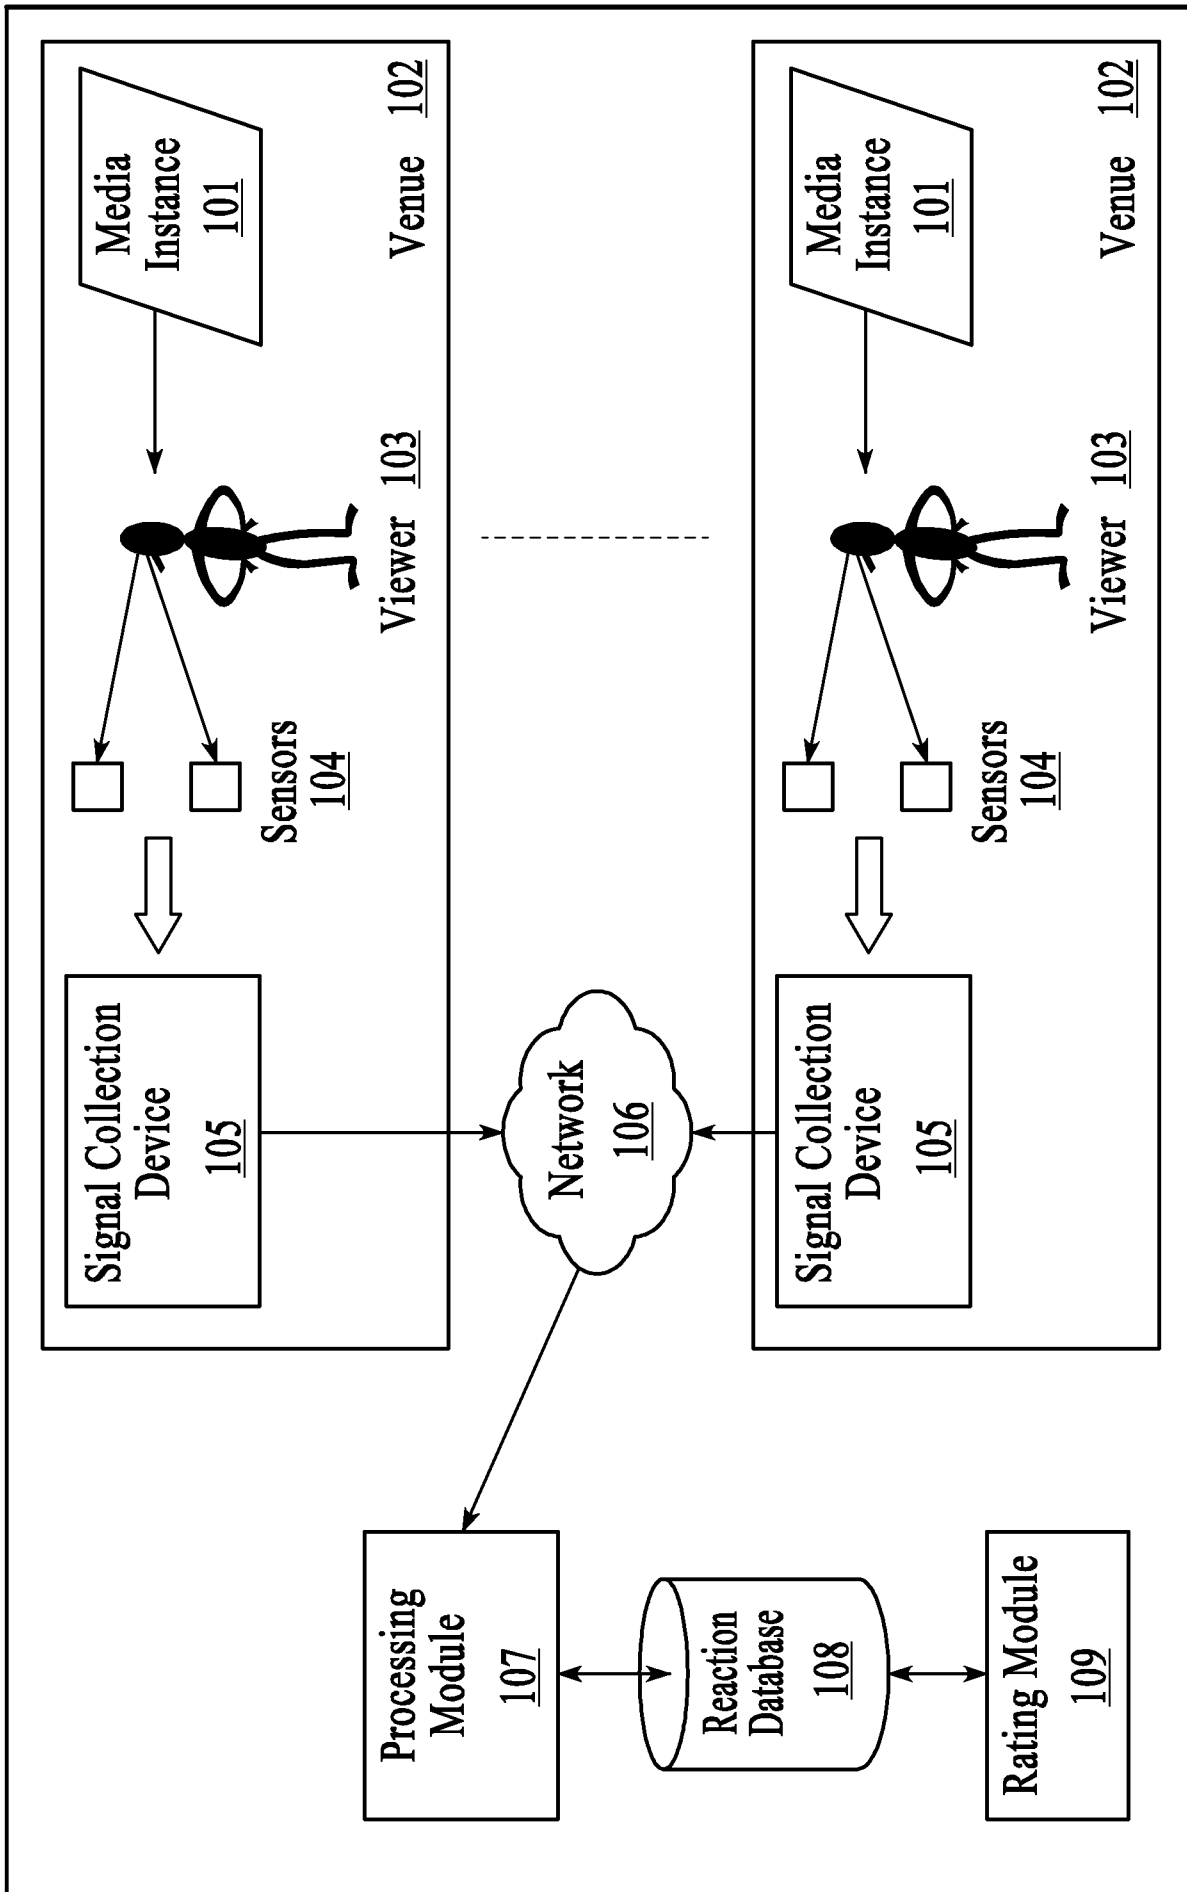 Media
Instance
101
Venue 102
Viewer 103
Sensors
104
Signal Collection
Device
105
Network
106
Media
Instance
101
Venue 102
Viewer 103
Sensors
104
Signal Collection
Device
105
Processing
Module
107
Reaction
Database
108
Rating Module
109